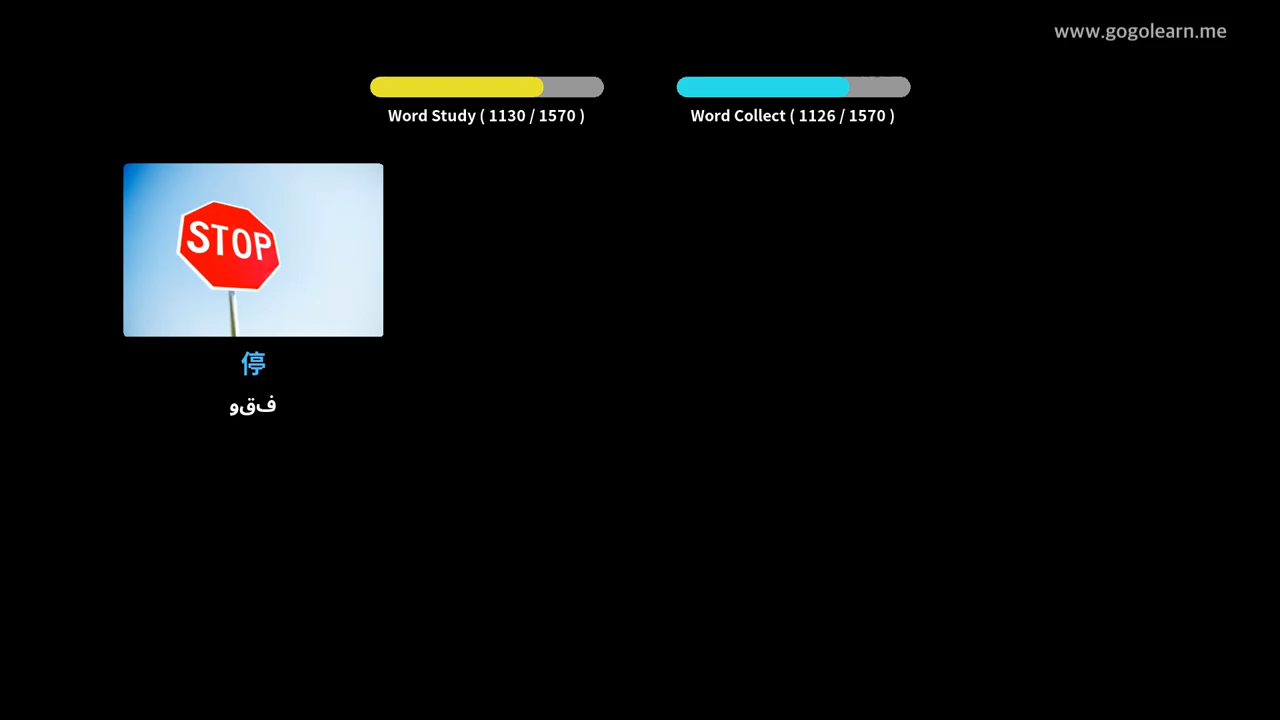 www.gogolearn.me
Word Study ( 1130 / 1570 )
Word Collect ( 1126 / 1570 )
STOP
停
فقو